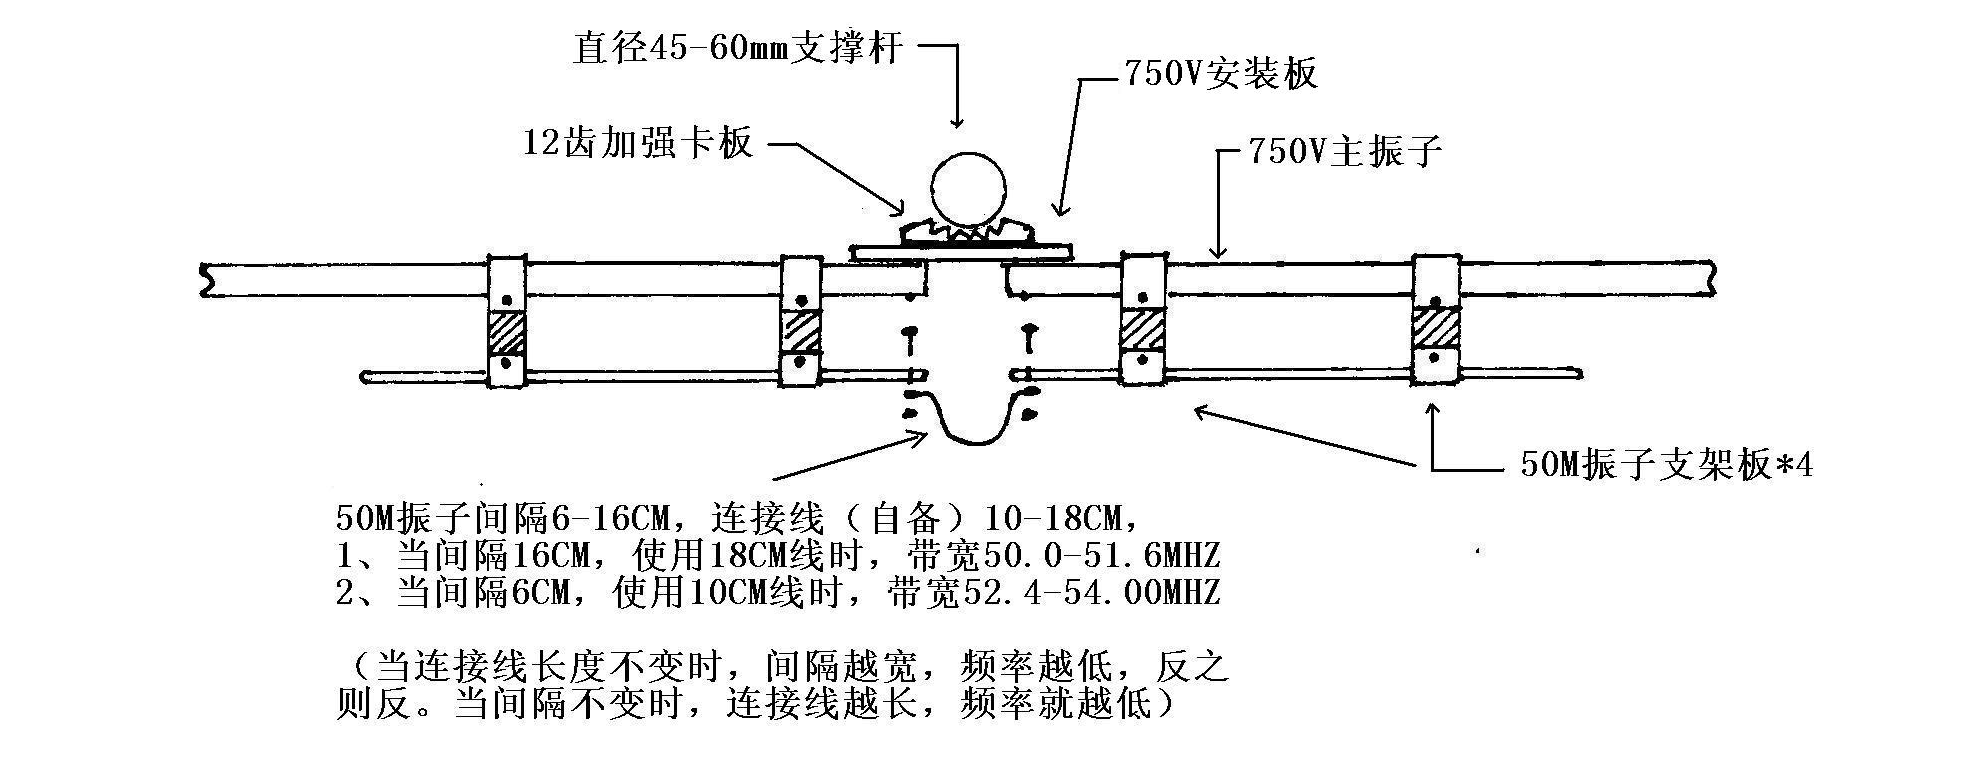 直径45-60mm支撑杆
750V安装板
12齿加强卡板
750V主振子
50M振子支架板*4
50M振子间隔6-16CM，连接线（自备）10-18CM，
1、当间隔16CM，使用18CM线时，带宽50.0-51.6MHZ
2、当间隔6CM，使用10CM线时，带宽52.4-54.00MHZ
（当连接线长度不变时，间隔越宽，频率越低，反之
则反。当间隔不变时，连接线越长，频率就越低）